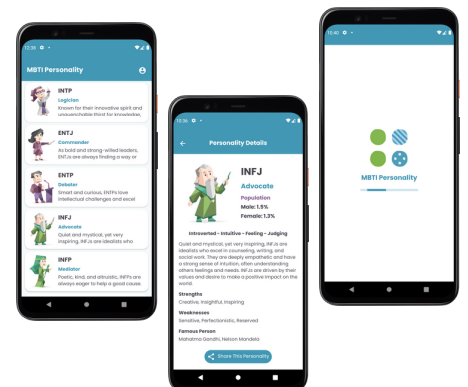 12:38
MBTI Personality
INTP
Logician
Known for their innovative spirit and
unquenchable thirst for knowledge,
ENTJ
Commander
As bold and strong-willed leaders,
ENTJs are always finding a way or
ENTP
Debater
Smart and curious, ENTPs love
intellectual challenges and excel
INFJ
Advocate
Quiet and mystical, yet very
inspiring, INFJs are idealists who
INFP
Mediator
Poetic, kind, and altruistic, INFPs are
always eager to help a good cause
10:36
Personality Details
INFJ
Advocate
Population
Male: 1.5%
Female: 1,3%
Introverted - Intuitive - Feeling - Judging
Quiet and mystical, yet very inspiring, INFJs are
idealists who excel in counseling, writing, and
social work. They are deeply empathetic and have
a strong sense of intuition, often understanding
others feelings and needs. INFJs are driven by their
values and desire to make a positive impact on the
world.
Strengths
Creative, Insightful, Inspiring
Weaknesses
Sensitive, Perfectionistic, Reserved
Famous Person
Mahatma Gandhi, Nelson Mandela
Share This Personality
10:40
MBTI Personality